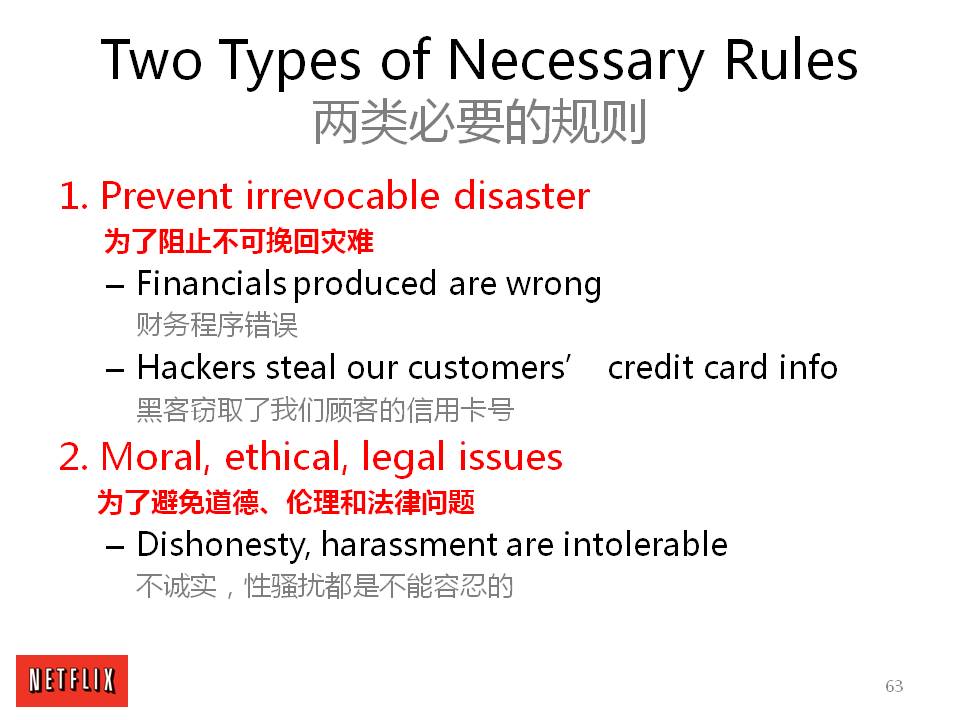 Two Types of Necessary Rules
两类必要的规则
1. Prevent irrevocable disaster
为了阻止不可挽回灾难
– Financials produced are wrong
财务程序错误
– Hackers steal our customers’ credit card info
黑客窃取了我们顾客的信用卡号
2. Moral, ethical, legal issues
为了避免道德、伦理和法律问题
– Dishonesty, harassment are intolerable
不诚实，性骚扰都是不能容忍的
NETFLIX
63